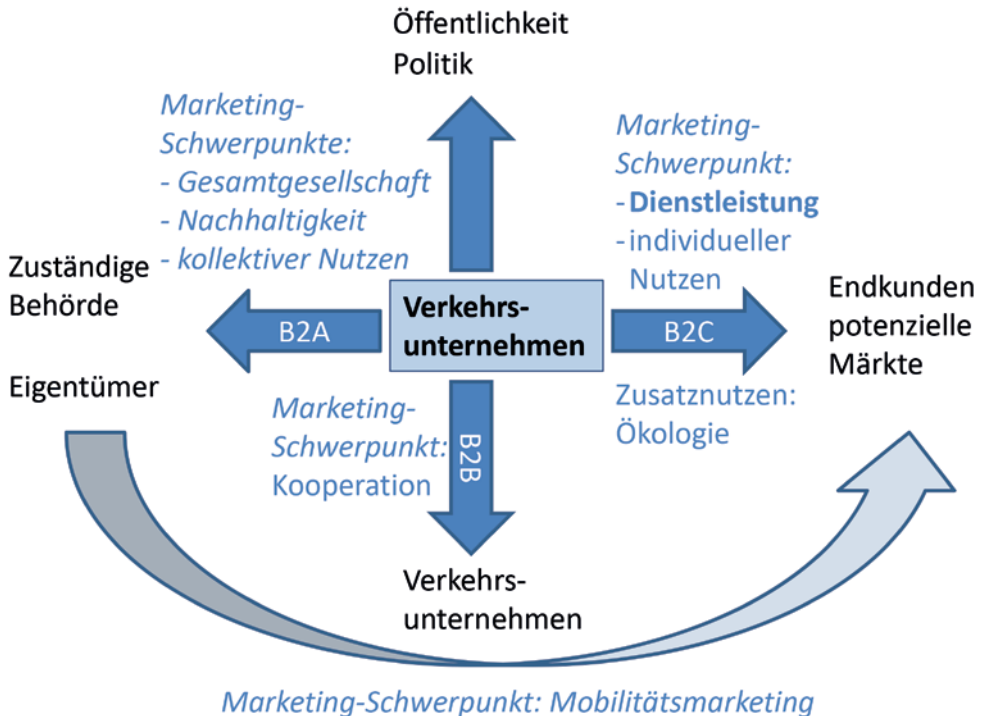 Öffentlichkeit
Politik
Marketing-
Schwerpunkte:
- Gesamtgesellschaft
- Nachhaltigkeit
- kollektiver Nutzen
Marketing-
Schwerpunkt:
- Dienstleistung
- individueller
Nutzen
Zuständige
Behörde
Eigentümer
B2A
Verkehrs-
unternehmen
B2C
Endkunden
potenzielle
Märkte
Marketing-
Schwerpunkt:
Kooperation
B2B
Zusatznutzen:
Ökologie
Verkehrs-
unternehmen
Marketing-Schwerpunkt: Mobilitätsmarketing